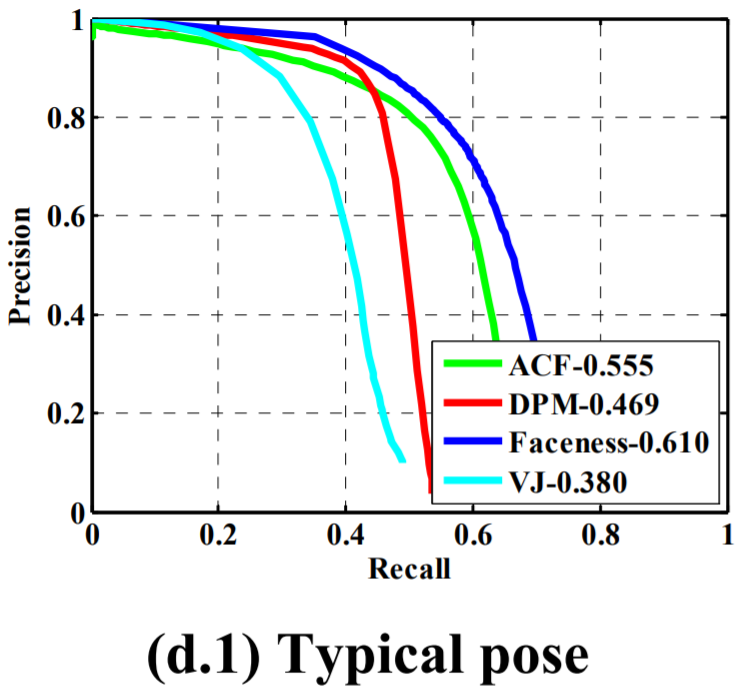 1
0.8
0.6
0.4
0.2
0
Precision
ACF-0.555
DPM-0.469
Faceness-0.610
VJ-0.380
0 0.2 0.4 0.6 0.8 1
Recall
(d.1) Typical pose